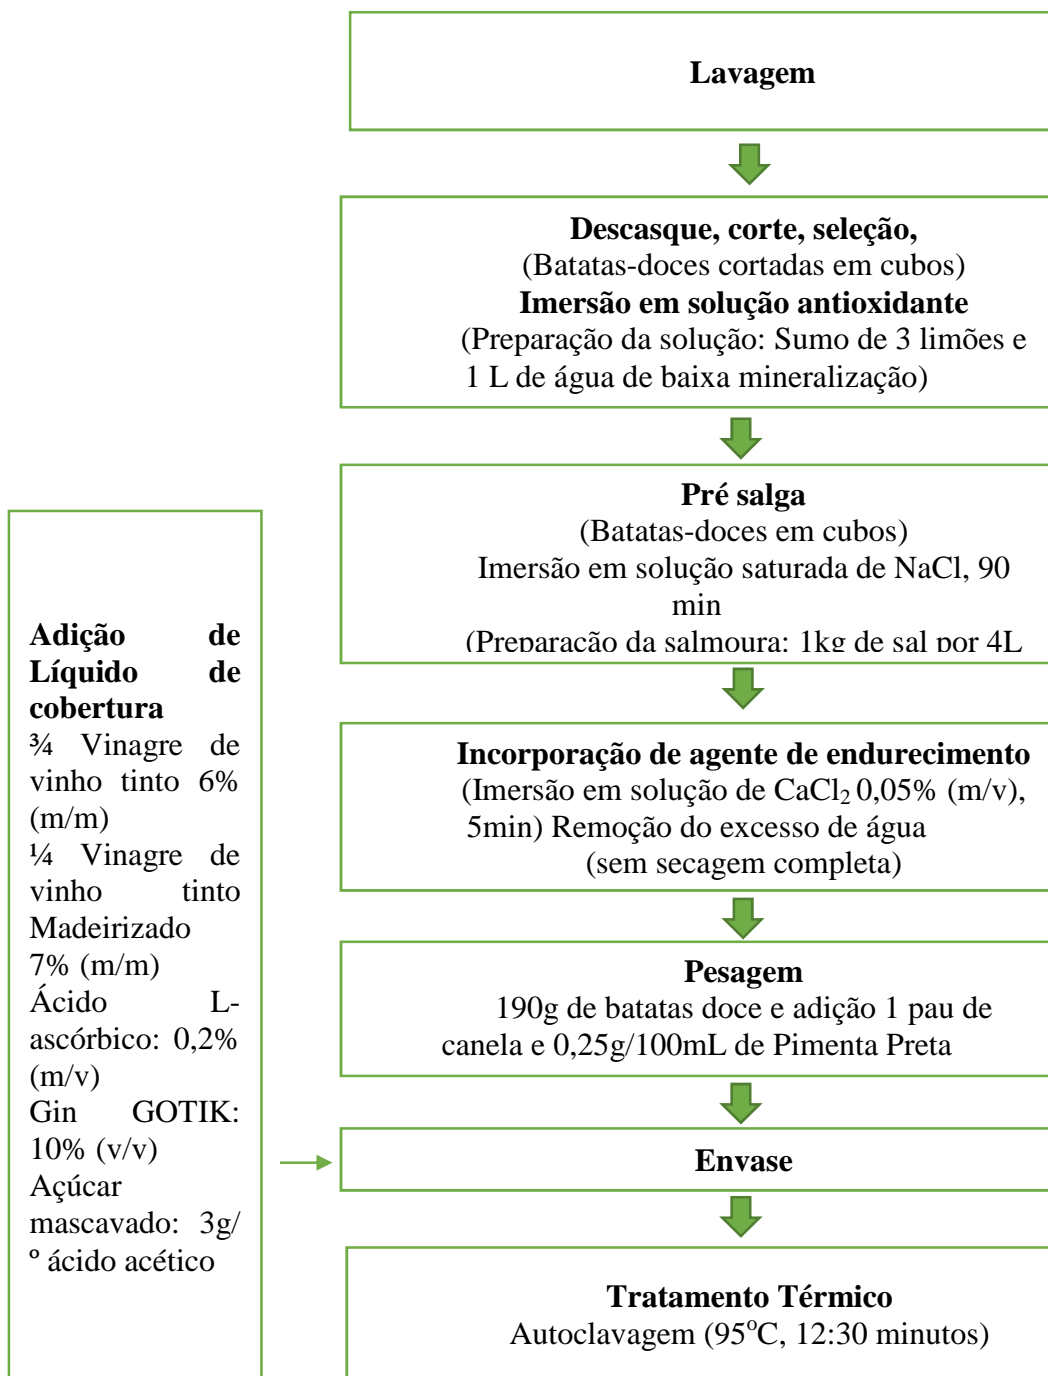 Lavagem
Descasque, corte, seleção,
(Batatas-doces cortadas em cubos)
Imersão em solução antioxidante
(Preparação da solução: Sumo de 3 limões e
1 L de água de baixa mineralização)
Pré salga
(Batatas-doces em cubos)
Imersão em solução saturada de NaCl, 90
min
(Preparação da salmoura: 1kg de sal por 4L
Incorporação de agente de endurecimento
(Imersão em solução de CaCl₂ 0,05% (m/v),
5min) Remoção do excesso de água
(sem secagem completa)
Pesagem
190g de batatas doce e adição 1 pau de
canela e 0,25g/100mL de Pimenta Preta
Adição de
Líquido de
cobertura
¾ Vinagre de
vinho tinto 6%
(m/m)
¼ Vinagre de
vinho tinto
Madeirizado
7% (m/m)
Ácido L-
ascórbico: 0,2%
(m/v)
Gin GOTIK:
10% (v/v)
Açúcar
mascavado: 3g/
º ácido acético
Envase
Tratamento Térmico
Autoclavagem (95°C, 12:30 minutos)